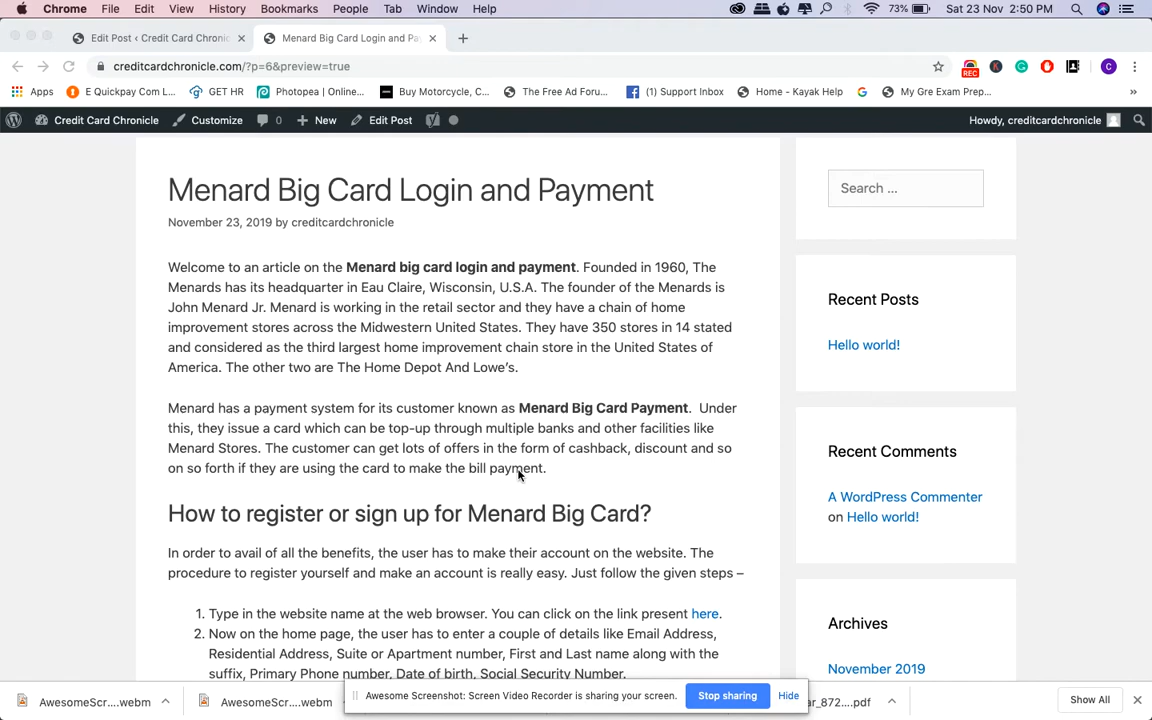 Chrome File Edit View History Bookmarks People Tab Window Help 73% Sat 23 Nov 2:50 PM
Edit Post ‹ Credit Card Chronic Menard Big Card Login and Pa
creditcardchronicle.com/?p=6&preview=true
REC
Apps E Quickpay Com L... GET HR Photopea | Online... Buy Motorcycle, C... The Free Ad Foru... (1) Support Inbox Home - Kayak Help My Gre Exam Prep...
Credit Card Chronicle Customize 0 New Edit Post Howdy, creditcardchronicle
Menard Big Card Login and Payment
November 23, 2019 by creditcardchronicle
Welcome to an article on the Menard big card login and payment. Founded in 1960, The
Menards has its headquarter in Eau Claire, Wisconsin, U.S.A. The founder of the Menards is
John Menard Jr. Menard is working in the retail sector and they have a chain of home
improvement stores across the Midwestern United States. They have 350 stores in 14 stated
and considered as the third largest home improvement chain store in the United States of
America. The other two are The Home Depot And Lowe's.
Menard has a payment system for its customer known as Menard Big Card Payment. Under
this, they issue a card which can be top-up through multiple banks and other facilities like
Menard Stores. The customer can get lots of offers in the form of cashback, discount and so
on so forth if they are using the card to make the bill payment.
How to register or sign up for Menard Big Card?
In order to avail of all the benefits, the user has to make their account on the website. The
procedure to register yourself and make an account is really easy. Just follow the given steps –
1. Type in the website name at the web browser. You can click on the link present here.
2. Now on the home page, the user has to enter a couple of details like Email Address,
Residential Address, Suite or Apartment number, First and Last name along with the
suffix, Primary Phone number, Date of birth, Social Security Number.
Search ...
Recent Posts
Hello world!
Recent Comments
A WordPress Commenter
on Hello world!
Archives
November 2019
AwesomeScr....webm AwesomeScr....webm Awesome Screenshot: Screen Video Recorder is sharing your screen. Stop sharing Hide ar_872....pdf Show All